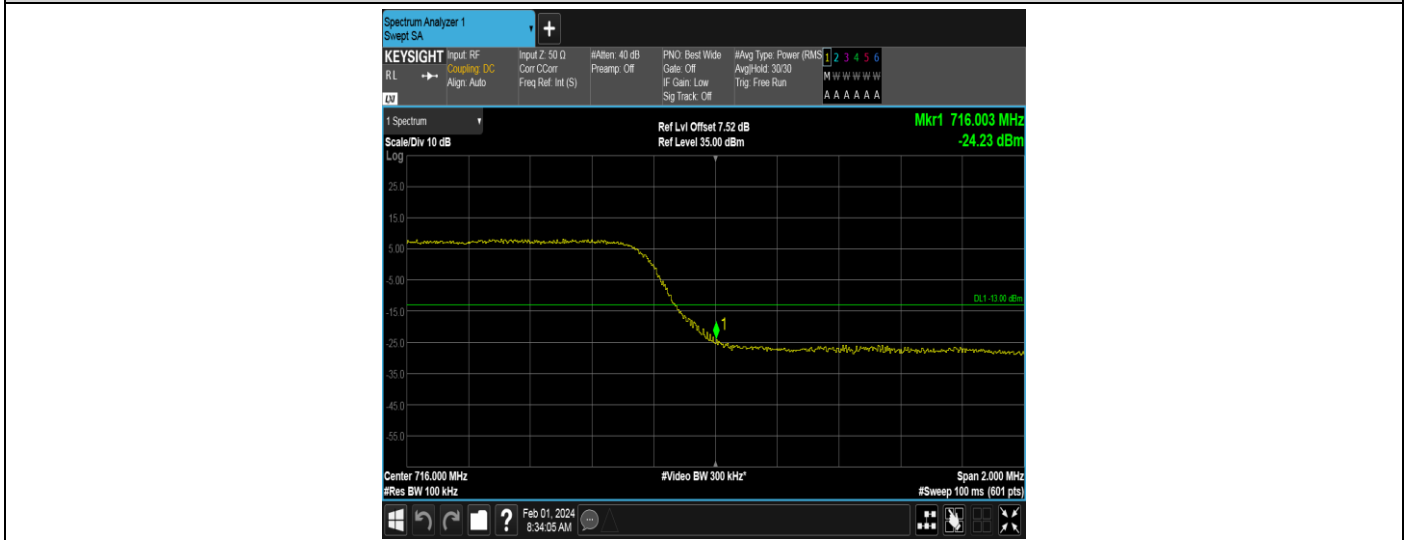 Spectrum Analyzer 1
Swept SA
+
KEYSIGHT
RL
LXI
Input: RF
Coupling: DC
Align: Auto
Input Z: 50 Ω
Corr CCorr
Freq Ref: Int (S)
#Atten: 40 dB
Preamp: Off
PNO: Best Wide
Gate: Off
IF Gain: Low
Sig Track: Off
#Avg Type: Power (RMS
Avg|Hold: 30/30
Trig: Free Run
1 2 3 4 5 6
M W W W W W
A A A A A A
1 Spectrum
Scale/Div 10 dB
Log
Ref Lvl Offset 7.52 dB
Ref Level 35.00 dBm
Mkr1 716.003 MHz
-24.23 dBm
25.0
15.0
5.00
-5.00
DL1 -13.00 dBm
-15.0
1
-25.0
-35.0
-45.0
-55.0
Center 716.000 MHz
#Res BW 100 kHz
#Video BW 300 kHz*
Span 2.000 MHz
#Sweep 100 ms (601 pts)
?
Feb 01, 2024
8:34:05 AM